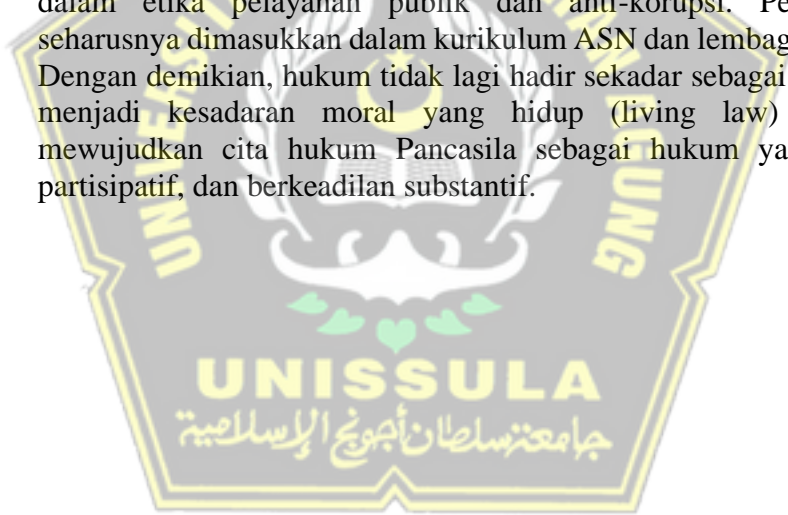 dalam etika pelayanan publik dan anti-korupsi. Pe
seharusnya dimasukkan dalam kurikulum ASN dan lembag
Dengan demikian, hukum tidak lagi hadir sekadar sebagai
menjadi kesadaran moral yang hidup (living law)
mewujudkan cita hukum Pancasila sebagai hukum ya
partisipatif, dan berkeadilan substantif.
AGUNG
UNISSULA
جامعة سلطان أجونج الإسلامية